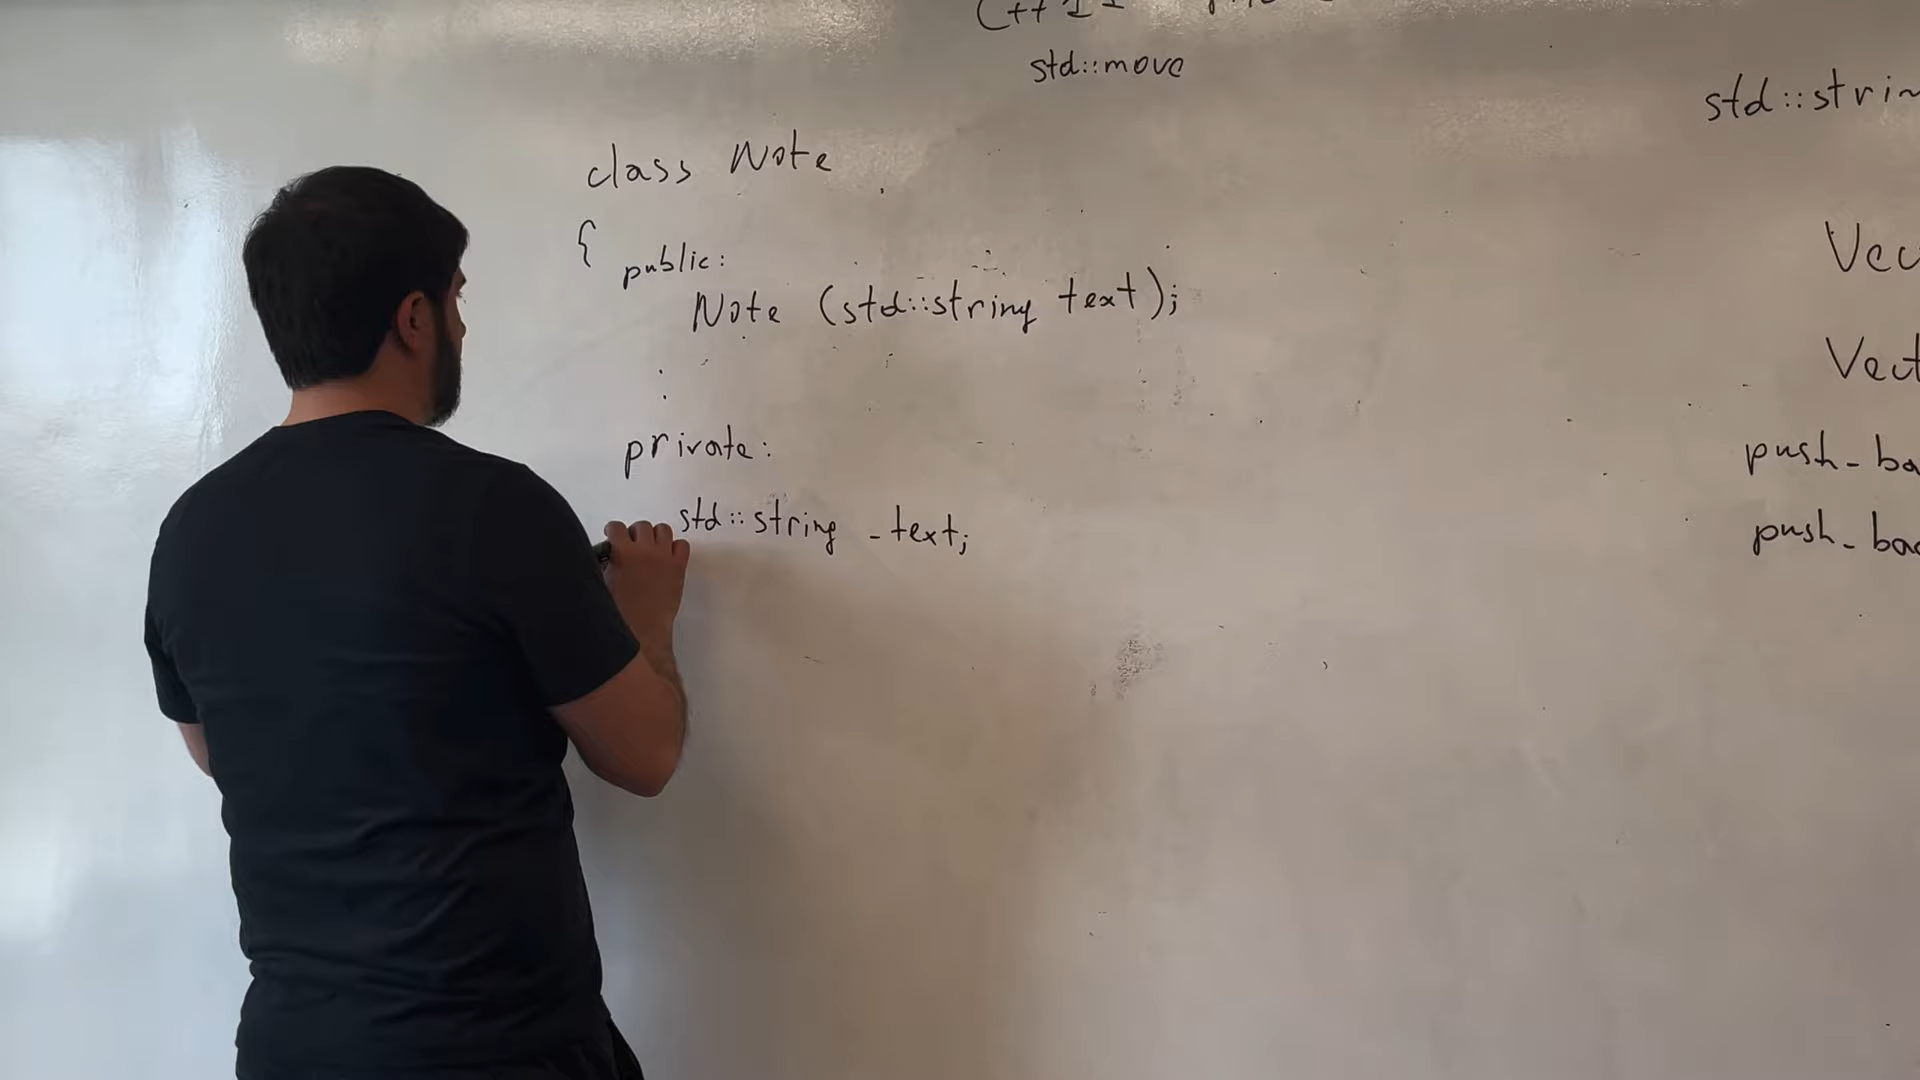 C++11
std::move
class Note
{
public:
Note (std::string text);
:
private:
std::string _text;
std::strin
Vec
Vect
push_ba
push_bac